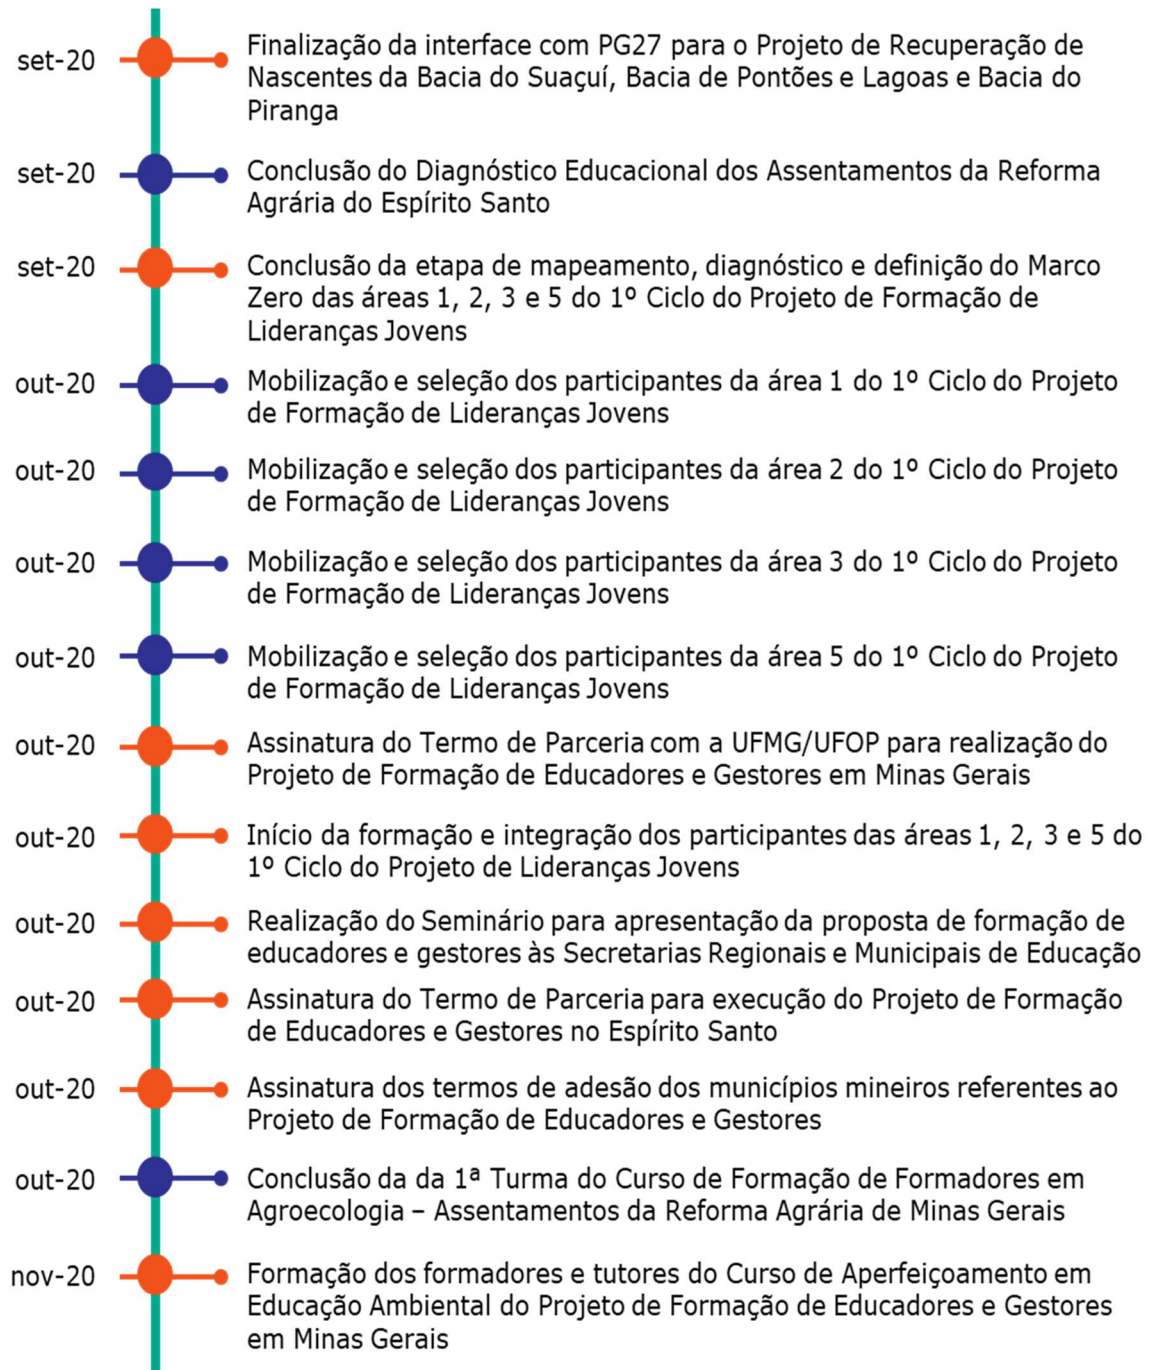 set-20
Finalização da interface com PG27 para o Projeto de Recuperação de
Nascentes da Bacia do Suaçuí, Bacia de Pontões e Lagoas e Bacia do
Piranga
set-20
Conclusão do Diagnóstico Educacional dos Assentamentos da Reforma
Agrária do Espírito Santo
set-20
Conclusão da etapa de mapeamento, diagnóstico e definição do Marco
Zero das áreas 1, 2, 3 e 5 do 1º Ciclo do Projeto de Formação de
Lideranças Jovens
out-20
Mobilização e seleção dos participantes da área 1 do 1º Ciclo do Projeto
de Formação de Lideranças Jovens
out-20
Mobilização e seleção dos participantes da área 2 do 1º Ciclo do Projeto
de Formação de Lideranças Jovens
out-20
Mobilização e seleção dos participantes da área 3 do 1º Ciclo do Projeto
de Formação de Lideranças Jovens
out-20
Mobilização e seleção dos participantes da área 5 do 1º Ciclo do Projeto
de Formação de Lideranças Jovens
out-20
Assinatura do Termo de Parceria com a UFMG/UFOP para realização do
Projeto de Formação de Educadores e Gestores em Minas Gerais
out-20
Início da formação e integração dos participantes das áreas 1, 2, 3 e 5 do
1º Ciclo do Projeto de Lideranças Jovens
out-20
Realização do Seminário para apresentação da proposta de formação de
educadores e gestores às Secretarias Regionais e Municipais de Educação
out-20
Assinatura do Termo de Parceria para execução do Projeto de Formação
de Educadores e Gestores no Espírito Santo
out-20
Assinatura dos termos de adesão dos municípios mineiros referentes ao
Projeto de Formação de Educadores e Gestores
out-20
Conclusão da da 1ª Turma do Curso de Formação de Formadores em
Agroecologia – Assentamentos da Reforma Agrária de Minas Gerais
nov-20
Formação dos formadores e tutores do Curso de Aperfeiçoamento em
Educação Ambiental do Projeto de Formação de Educadores e Gestores
em Minas Gerais